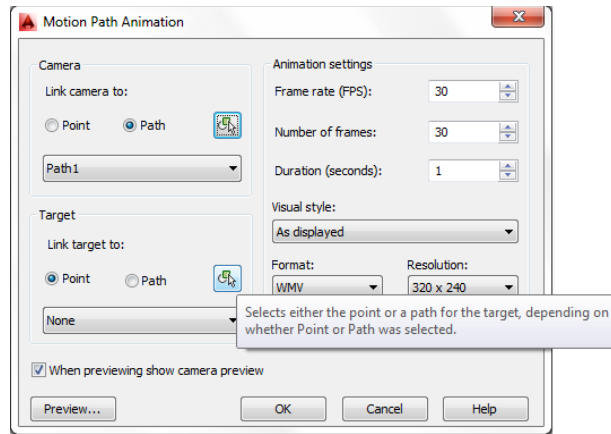 Motion Path Animation
Camera
Link camera to:
Point
Path
Path1
Target
Link target to:
Point
Path
None
When previewing show camera preview
Animation settings
Frame rate (FPS):
30
Number of frames:
30
Duration (seconds):
1
Visual style:
As displayed
Format:
Resolution:
WMV
320 x 240
Selects either the point or a path for the target, depending on
whether Point or Path was selected.
Preview...
OK
Cancel
Help